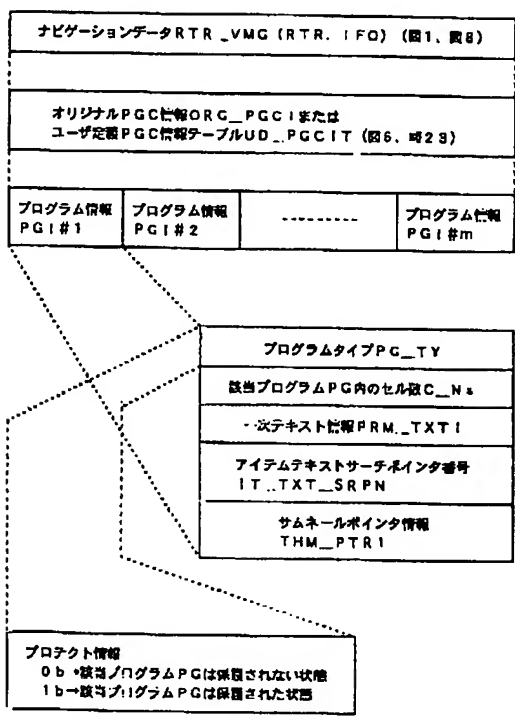 ナビゲーションデータRTR_VMG (RTR. IFO) (図1、図8)
オリジナルPGC情報ORG_PGCIまたは
ユーザ定義PGC情報テーブルUD_PGCIT (図6、図29)
プログラム情報
PGI#1
プログラム情報
PGI#2
プログラム情報
PGI#m
プログラムタイプPG_TY
該当プログラムPG内のセル数C_Ns
一次テキスト情報PRM_TXTI
アイテムテキストサーチポインタ番号
IT_TXT_SRPN
サムネールポインタ情報
THM_PTRI
プロテクト情報
0b→該当プログラムPGは保護されない状態
1b→該当プログラムPGは保護された状態